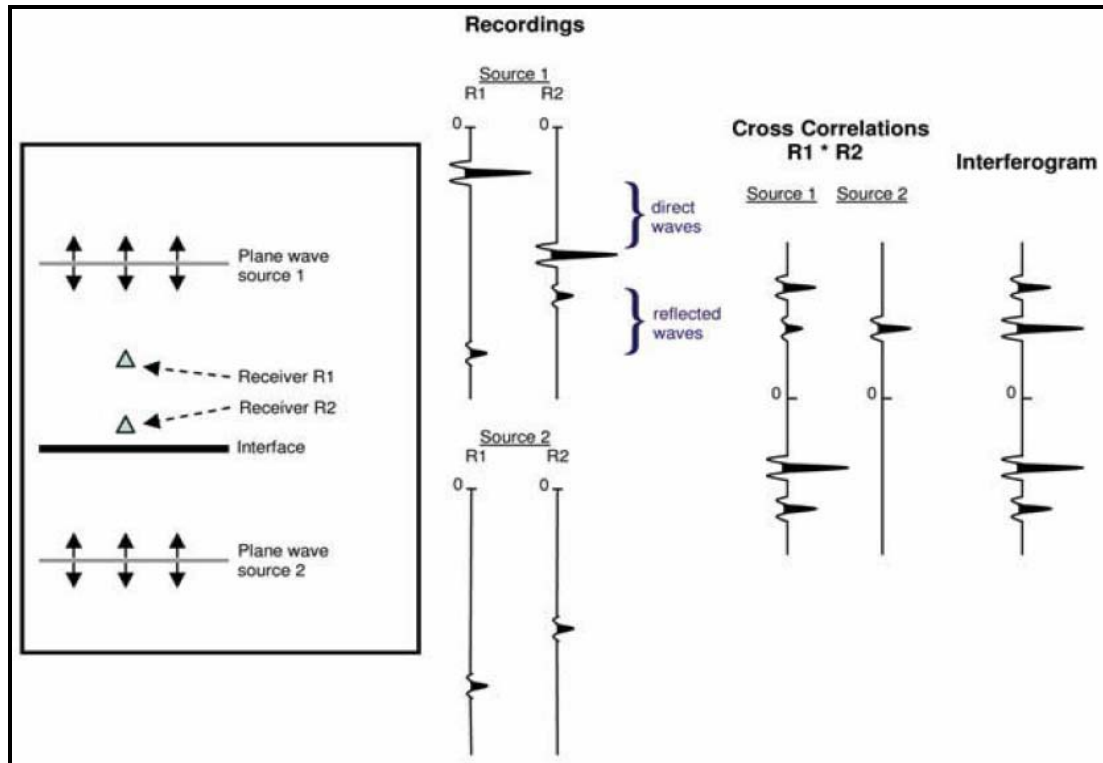 Recordings
Source 1
R1 R2
0 0
direct
waves
reflected
waves
Source 2
R1 R2
0 0
Plane wave
source 1
Receiver R1
Receiver R2
Interface
Plane wave
source 2
Cross Correlations
R1 * R2
Source 1 Source 2
0 0
Interferogram